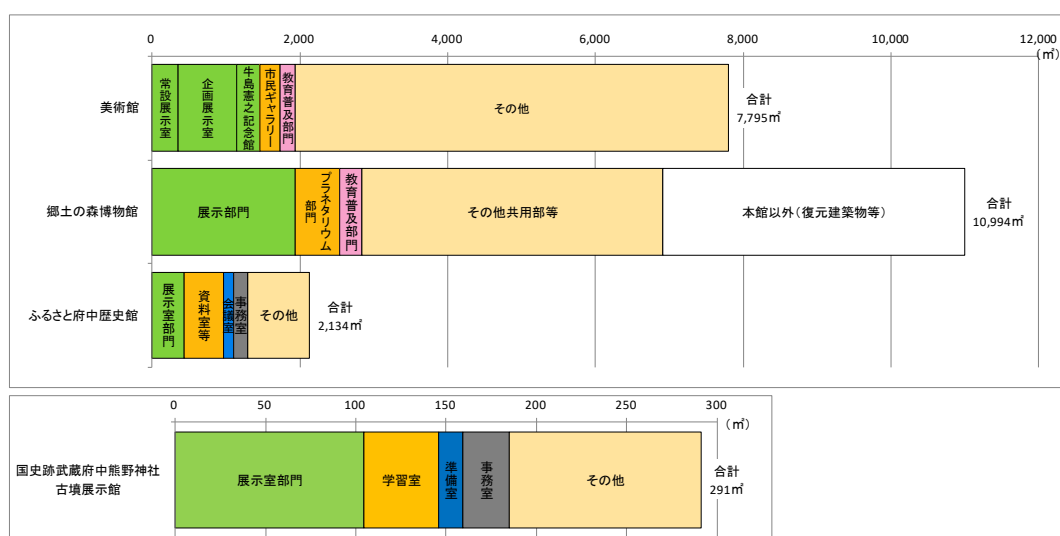 0 2,000 4,000 6,000 8,000 10,000 12,000
(㎡)
美術館
常設展示室
企画展示室
牛島憲之記念館
市民ギャラリー
教育普及部門
その他
合計
7,795㎡
郷土の森博物館
展示部門
プラネタリウム
部門
教育普及部門
その他共用部等
本館以外(復元建築物等)
合計
10,994㎡
ふるさと府中歴史館
展示室部門
資料室等
会議室
事務室
その他
合計
2,134㎡
0 50 100 150 200 250 300
(㎡)
国史跡武蔵府中熊野神社
古墳展示館
展示室部門
学習室
準備室
事務室
その他
合計
291㎡